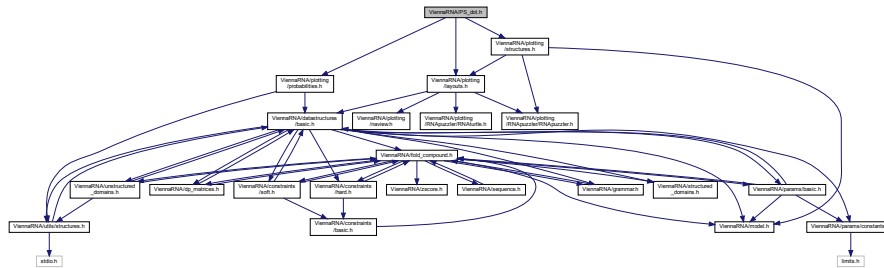 ViennaRNA/PS_dot.h
ViennaRNA/plotting
/structures.h
ViennaRNA/plotting
/probabilities.h
ViennaRNA/plotting
/layouts.h
ViennaRNA/datastructures
/basic.h
ViennaRNA/plotting
/naview.h
ViennaRNA/plotting
/RNApuzzler/RNAturtle.h
ViennaRNA/plotting
/RNApuzzler/RNApuzzler.h
ViennaRNA/fold_compound.h
ViennaRNA/unstructured
_domains.h
ViennaRNA/dp_matrices.h
ViennaRNA/constraints
/soft.h
ViennaRNA/constraints
/hard.h
ViennaRNA/zscore.h
ViennaRNA/sequence.h
ViennaRNA/grammar.h
ViennaRNA/structured
_domains.h
ViennaRNA/params/basic.h
ViennaRNA/utils/structures.h
ViennaRNA/constraints
/basic.h
ViennaRNA/model.h
ViennaRNA/params/constants.h
stdio.h
limits.h